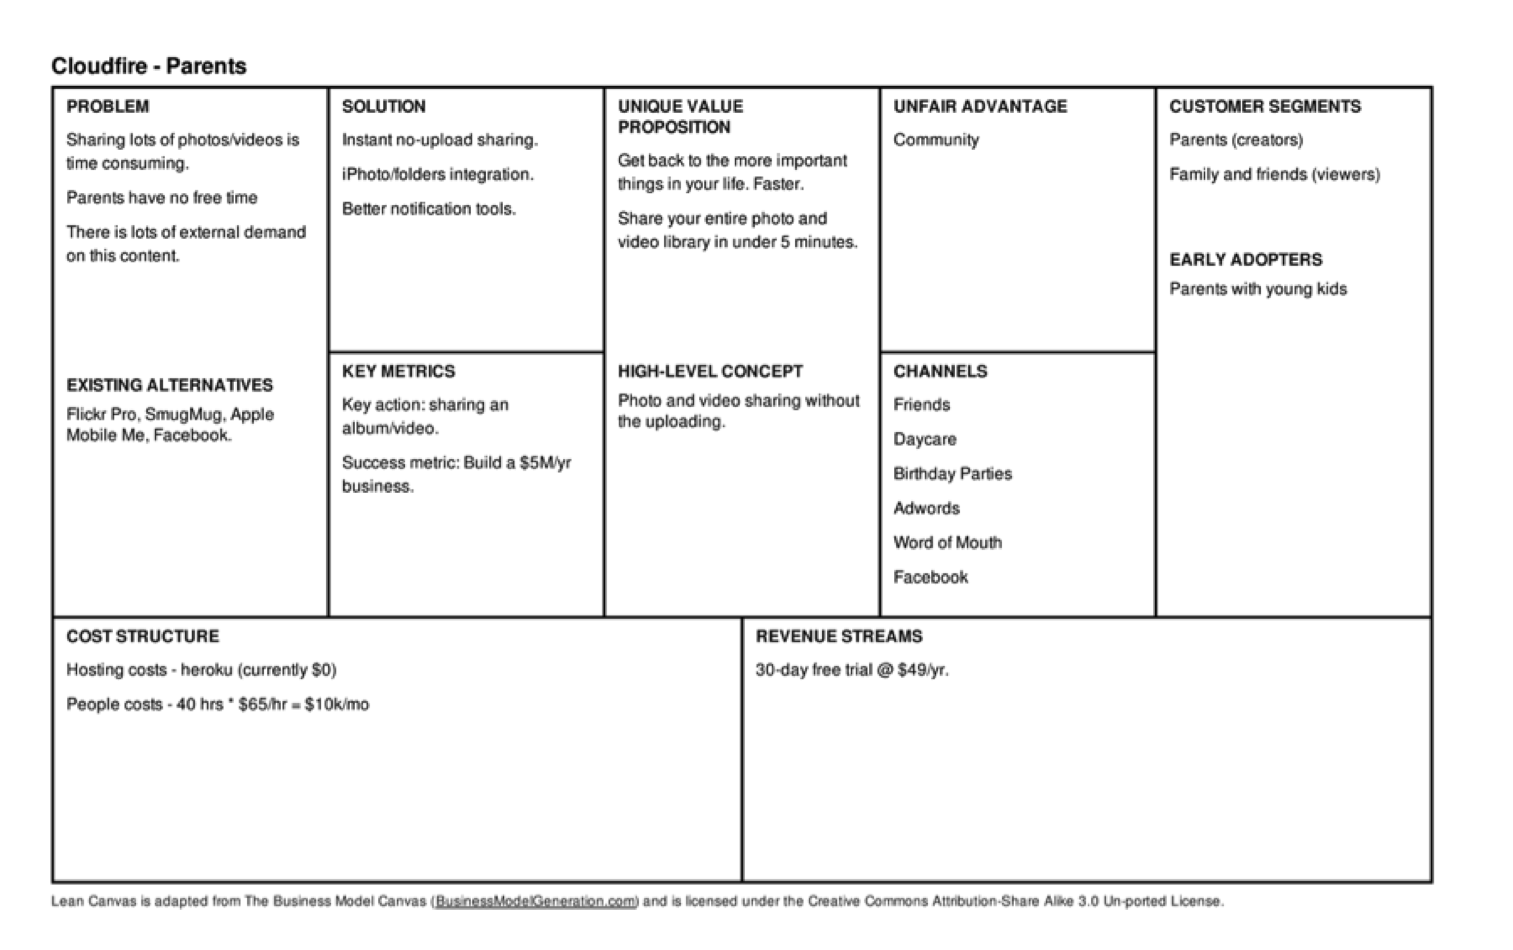 Cloudfire - Parents
PROBLEM
Sharing lots of photos/videos is
time consuming.
Parents have no free time
There is lots of external demand
on this content.
EXISTING ALTERNATIVES
Flickr Pro, SmugMug, Apple
Mobile Me, Facebook.
SOLUTION
Instant no-upload sharing.
iPhoto/folders integration.
Better notification tools.
KEY METRICS
Key action: sharing an
album/video.
Success metric: Build a $5M/yr
business.
UNIQUE VALUE
PROPOSITION
Get back to the more important
things in your life. Faster.
Share your entire photo and
video library in under 5 minutes.
HIGH-LEVEL CONCEPT
Photo and video sharing without
the uploading.
UNFAIR ADVANTAGE
Community
CHANNELS
Friends
Daycare
Birthday Parties
Adwords
Word of Mouth
Facebook
CUSTOMER SEGMENTS
Parents (creators)
Family and friends (viewers)
EARLY ADOPTERS
Parents with young kids
COST STRUCTURE
Hosting costs - heroku (currently $0)
People costs - 40 hrs * $65/hr = $10k/mo
REVENUE STREAMS
30-day free trial @ $49/yr.
Lean Canvas is adapted from The Business Model Canvas (BusinessModelGeneration.com) and is licensed under the Creative Commons Attribution-Share Alike 3.0 Un-ported License.